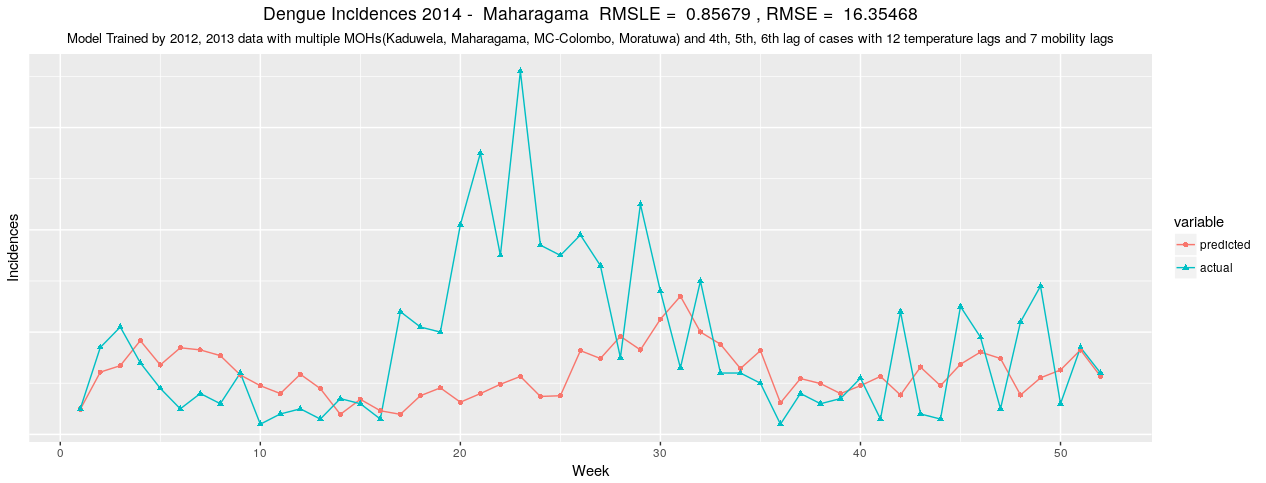 Dengue Incidences 2014 -  Maharagama  RMSLE =  0.85679 , RMSE =  16.35468
Model Trained by 2012, 2013 data with multiple MOHs(Kaduwela, Maharagama, MC-Colombo, Moratuwa) and 4th, 5th, 6th lag of cases with 12 temperature lags and 7 mobility lags
Incidences
variable
predicted
actual
0 10 20 30 40 50
Week